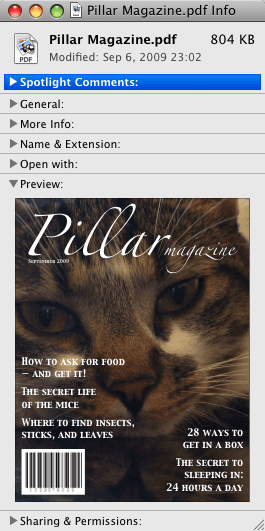 Pillar Magazine.pdf Info
PDF
Pillar Magazine.pdf 804 KB
Modified: Sep 6, 2009 23:02
Spotlight Comments:
General:
More Info:
Name & Extension:
Open with:
Preview:
Pillar magazine
September 2009
How to ask for food
– and get it!
The secret life
of the mice
Where to find insects,
sticks, and leaves
28 ways to
get in a box
The secret to
sleeping in:
24 hours a day
Sharing & Permissions: